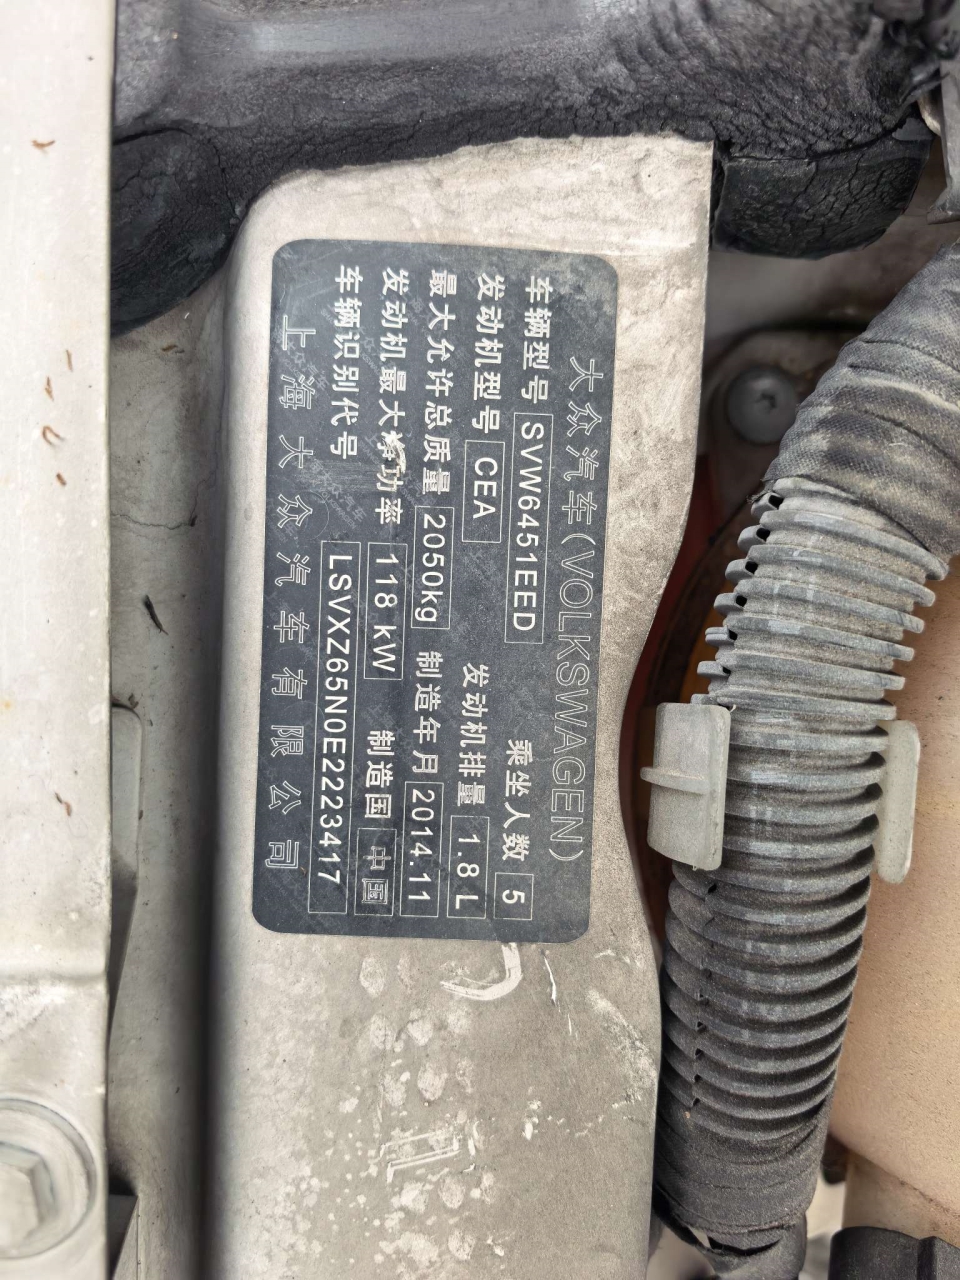 大众汽车(VOLKSWAGEN)
车辆型号 SVW6451EED 乘坐人数 5
发动机型号 CEA 发动机排量 1.8 L
最大允许总质量 2050kg 制造年月 2014.11
发动机最大净功率 118 kW 制造国 中国
车辆识别代号 LSVXZ65N0E2223417
上海大众汽车有限公司